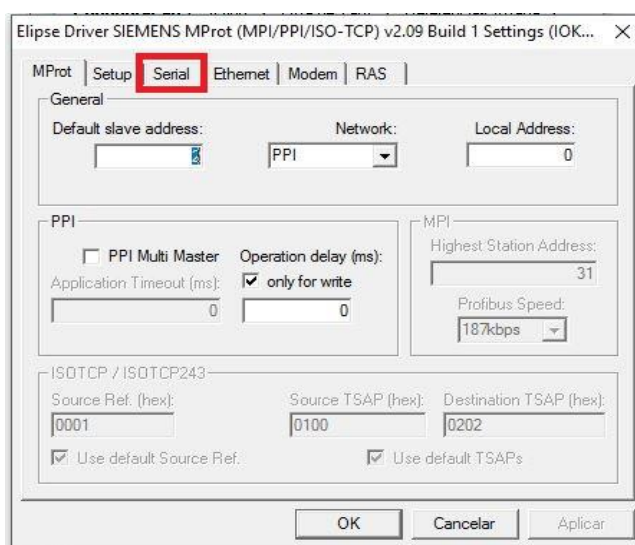 Elipse Driver SIEMENS MProt (MPI/PPI/ISO-TCP) v2.09 Build 1 Settings (IOK...
MProt Setup Serial Ethernet Modem RAS
General
Default slave address: Network: Local Address:
PPI 0
PPI MPI
PPI Multi Master Operation delay (ms): Highest Station Address:
Application Timeout (ms): only for write 31
0 0 Profibus Speed:
187kbps
ISOTCP / ISOTCP243
Source Ref. (hex): Source TSAP (hex): Destination TSAP (hex):
0001 0100 0202
Use default Source Ref. Use default TSAPs
OK Cancelar Aplicar